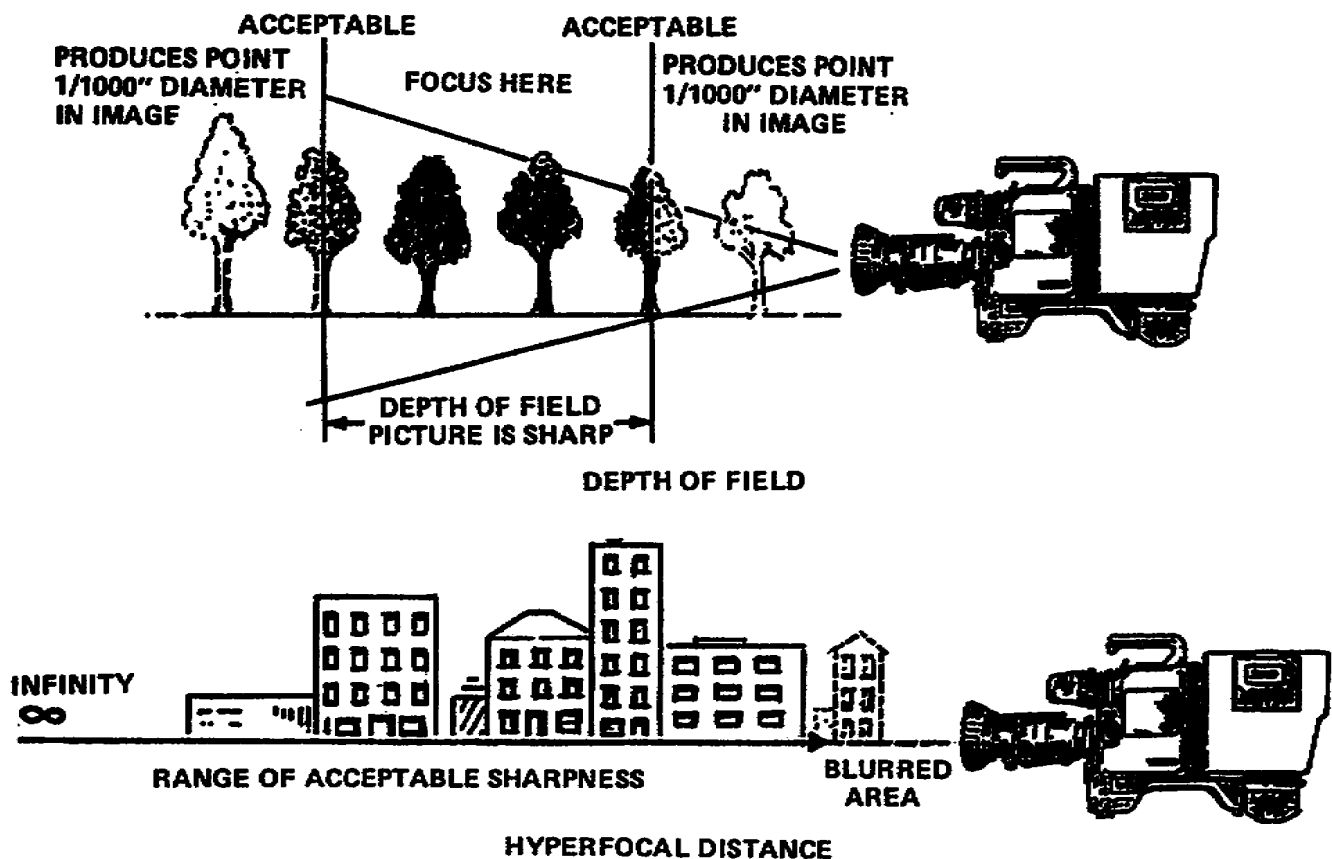 ACCEPTABLE
ACCEPTABLE
PRODUCES POINT
1/1000" DIAMETER
IN IMAGE
FOCUS HERE
PRODUCES POINT
1/1000" DIAMETER
IN IMAGE
DEPTH OF FIELD
PICTURE IS SHARP
DEPTH OF FIELD
INFINITY
∞
RANGE OF ACCEPTABLE SHARPNESS
BLURRED
AREA
HYPERFOCAL DISTANCE